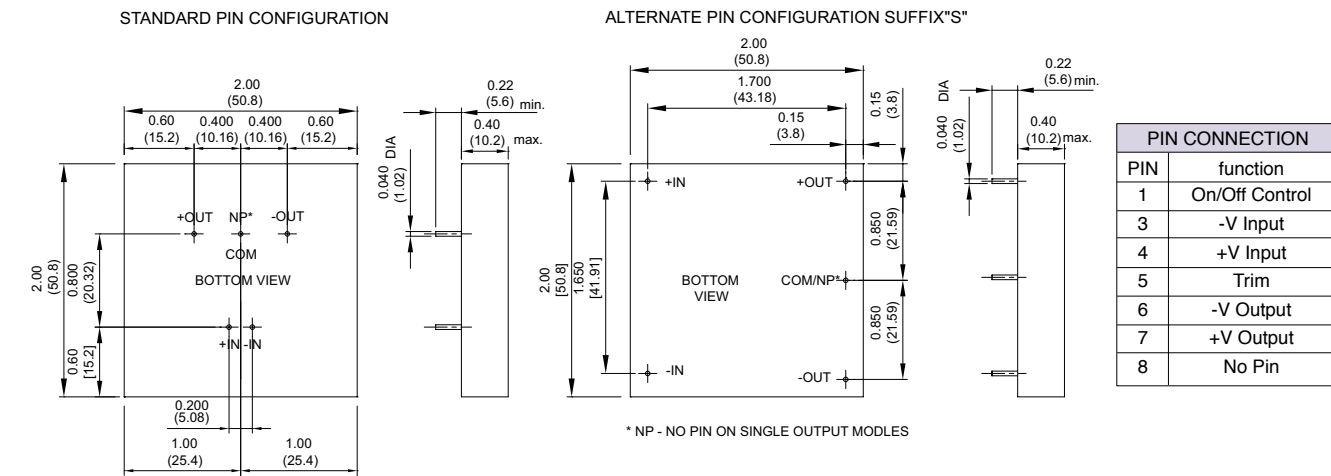 STANDARD PIN CONFIGURATION
2.00
(50.8)
0.60
(15.2)
0.400
(10.16)
0.400
(10.16)
0.60
(15.2)
0.22
(5.6) min.
0.40
(10.2) max.
0.040 DIA
(1.02)
+OUT NP* -OUT
COM
BOTTOM VIEW
2.00
(50.8)
0.800
(20.32)
0.60
[15.2]
+IN -IN
0.200
(5.08)
1.00
(25.4)
1.00
(25.4)
ALTERNATE PIN CONFIGURATION SUFFIX"S"
2.00
(50.8)
1.700
(43.18)
0.15
(3.8)
0.15
(3.8)
0.22
(5.6) min.
0.040 DIA
(1.02)
0.40
(10.2) max.
+IN +OUT
0.850
(21.59)
2.00
[50.8]
1.650
[41.91]
BOTTOM
VIEW
COM/NP*
0.850
(21.59)
-IN -OUT
* NP - NO PIN ON SINGLE OUTPUT MODLES
PIN CONNECTION
PIN function
1 On/Off Control
3 -V Input
4 +V Input
5 Trim
6 -V Output
7 +V Output
8 No Pin